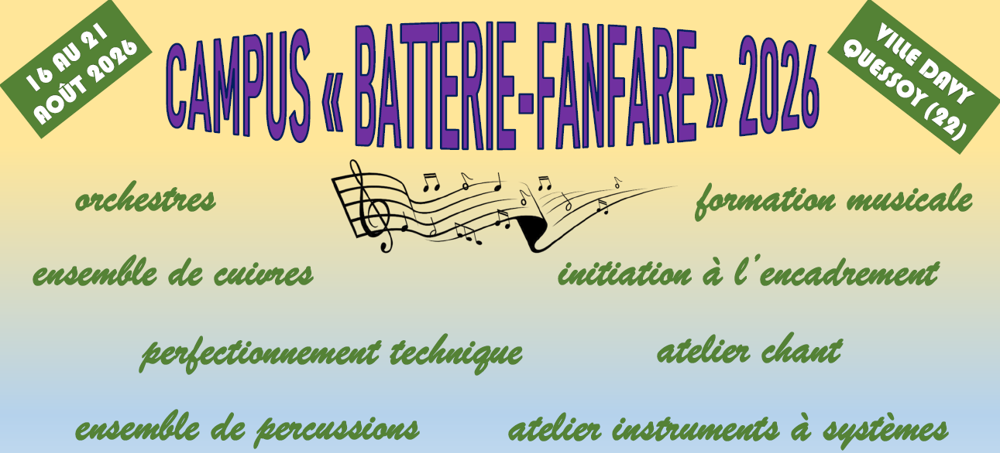 16 AU 21
AOÛT 2026
CAMPUS « BATTERIE-FANFARE » 2026
VILLE DAVY
QUESSOY (22)
orchestres
formation musicale
ensemble de cuivres
initiation à l'encadrement
perfectionnement technique
atelier chant
ensemble de percussions
atelier instruments à systèmes